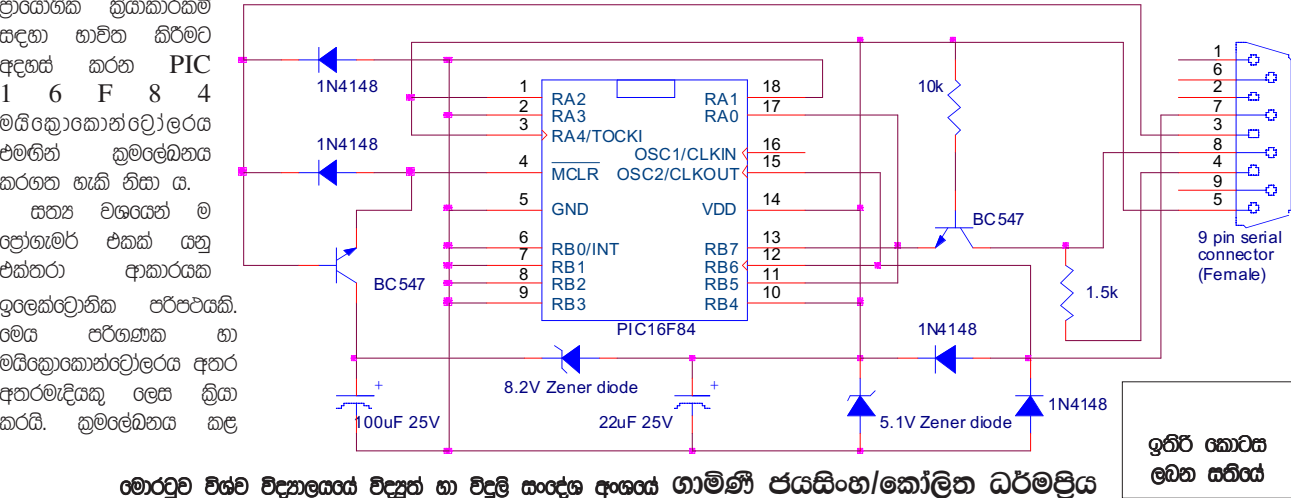 ප්‍රායෝගික ක්‍රියාකාරකම්
සඳහා භාවිත කිරීමට
අදහස් කරන PIC
1 6 F 8 4
මයික්‍රොකොන්ට්‍රෝලරය
එමඟින් ක්‍රමලේඛනය
කරගත හැකි නිසා ය.
සත්‍ය වශයෙන් ම
ප්‍රෝගැමර් එකක් යනු
එක්තරා ආකාරයක
ඉලෙක්ට්‍රොනික පරිපථයකි.
මෙය පරිගණක හා
මයික්‍රොකොන්ට්‍රෝලරය අතර
අතරමැදියකු ලෙස ක්‍රියා
කරයි. ක්‍රමලේඛනය කළ
1N4148
1N4148
BC547
100uF 25V
+
1
2
3
4
5
6
7
8
9
RA2
RA3
RA4/TOCKI
MCLR
GND
RB0/INT
RB1
RB2
RB3
RA1
RA0
OSC1/CLKIN
OSC2/CLKOUT
VDD
RB7
RB6
RB5
RB4
18
17
16
15
14
13
12
11
10
PIC16F84
8.2V Zener diode
+
22uF 25V
10k
BC547
1.5k
1N4148
5.1V Zener diode
1N4148
1
6
2
7
3
8
4
9
5
9 pin serial
connector
(Female)
ඉතිරි කොටස
ලබන සතියේ
මොරටුව විශ්ව විද්‍යාලයයේ විද්‍යුත් හා විදුලි සංදේශ අංශයේ ගාමිණී ජයසිංහ/කෝලිත ධර්මප්‍රිය